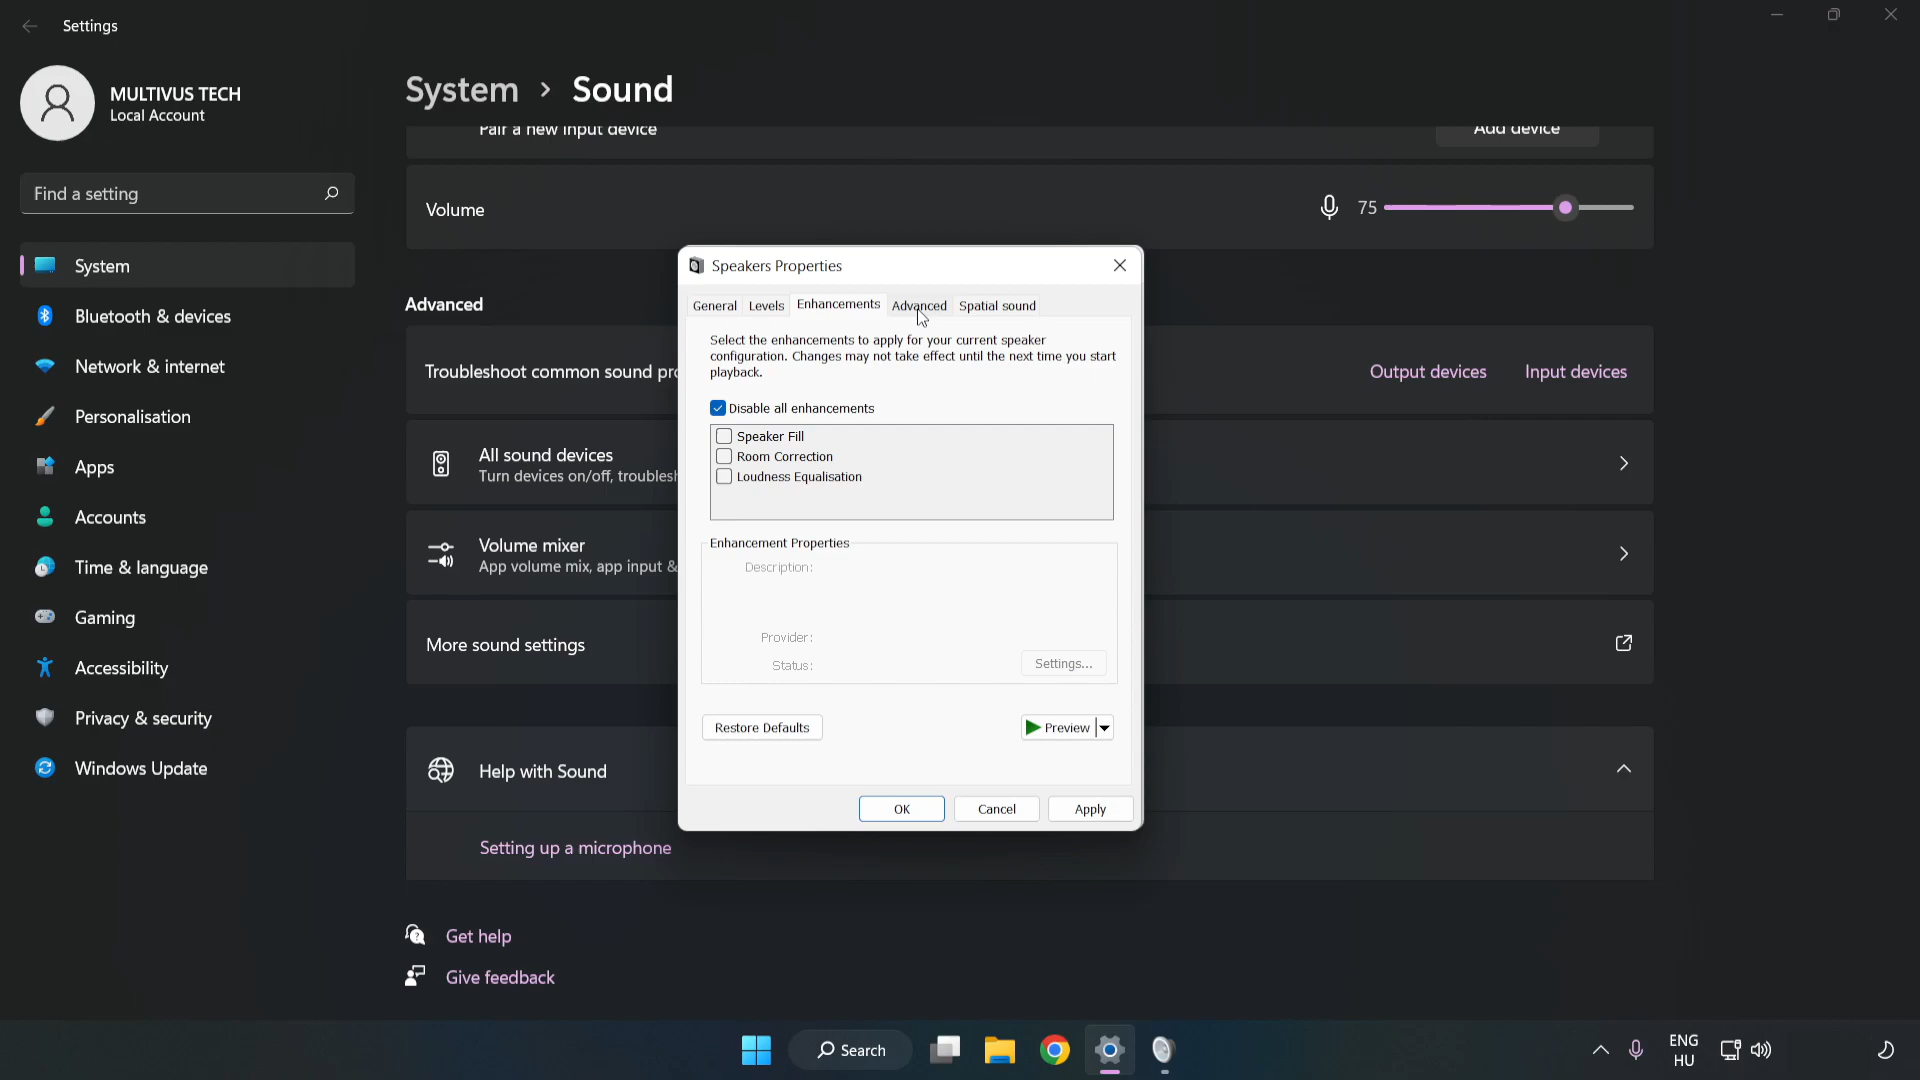 Settings
MULTIVUS TECH
Local Account
Find a setting
System
Bluetooth & devices
Network & internet
Personalisation
Apps
Accounts
Time & language
Gaming
Accessibility
Privacy & security
Windows Update
System › Sound
Pair a new input device
Add device
Volume
75
Advanced
Troubleshoot common sound pro
Output devices
Input devices
All sound devices
Turn devices on/off, troublesh
Volume mixer
App volume mix, app input &
More sound settings
Help with Sound
Setting up a microphone
Get help
Give feedback
Speakers Properties
General Levels Enhancements Advanced Spatial sound
Select the enhancements to apply for your current speaker
configuration. Changes may not take effect until the next time you start
playback.
Disable all enhancements
Speaker Fill
Room Correction
Loudness Equalisation
Enhancement Properties
Description:
Provider:
Status:
Settings...
Restore Defaults
Preview
OK
Cancel
Apply
Search
ENG
HU